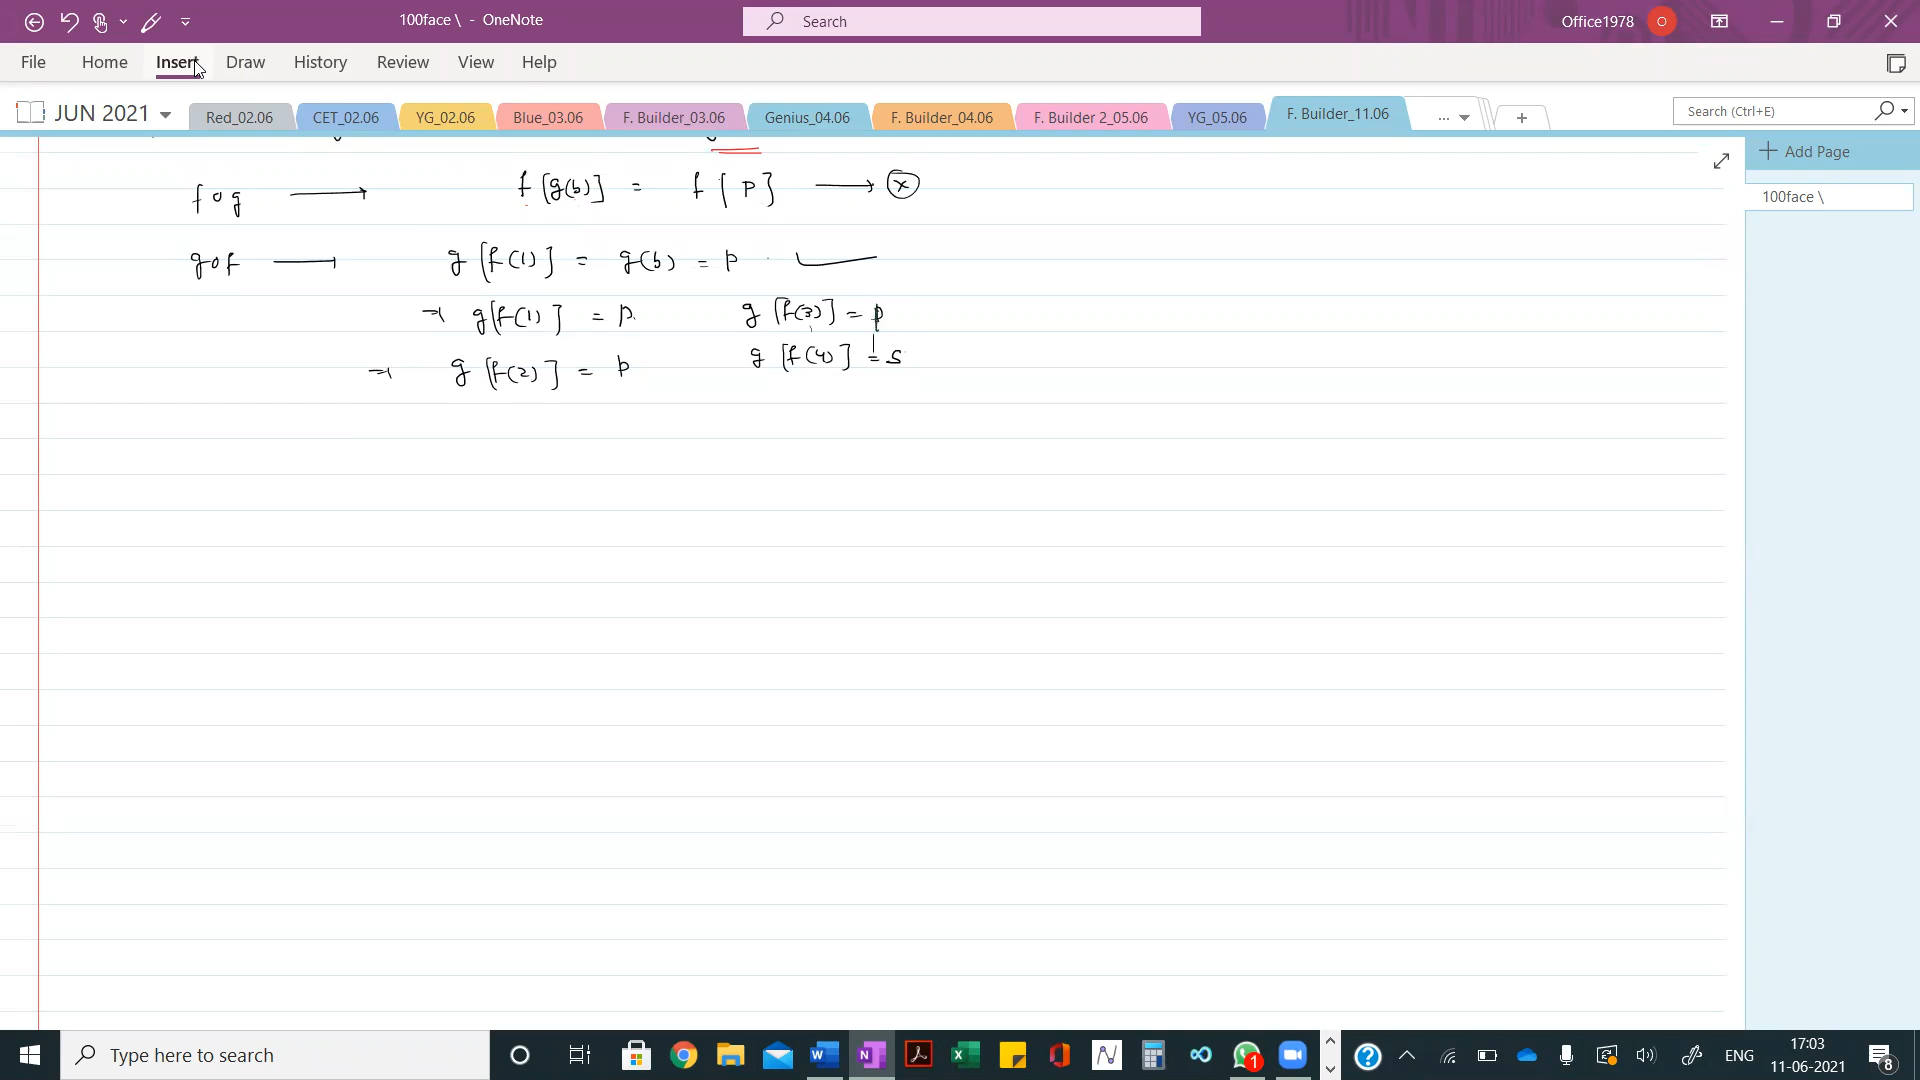 100face \ - OneNote
Search
Office1978
O
File Home Insert Draw History Review View Help
JUN 2021
Red_02.06 CET_02.06 YG_02.06 Blue_03.06 F. Builder_03.06 Genius_04.06 F. Builder_04.06 F. Builder 2_05.06 YG_05.06 F. Builder_11.06 ... +
Search (Ctrl+E)
Add Page
100face \
fog ⟶ f[g(b)] = f[p] ⟶ ⓧ
gof ⟶ g[f(1)] = g(b) = p
→ g[f(1)] = p. g[f(3)] = p
→ g[f(2)] = p g[f(4)] = s
Type here to search
1
ENG
17:03
11-06-2021
8